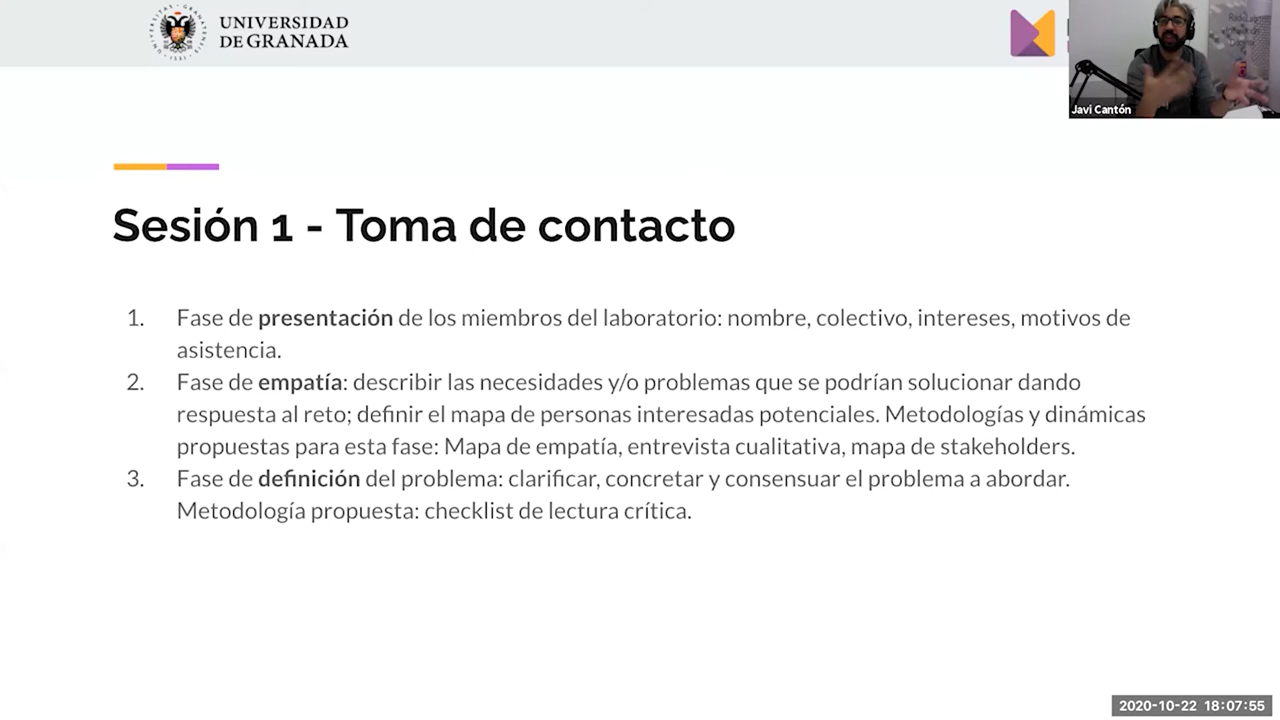 UNIVERSIDAD
DE GRANADA
Javi Cantón
Sesión 1 - Toma de contacto
1. Fase de presentación de los miembros del laboratorio: nombre, colectivo, intereses, motivos de
asistencia.
2. Fase de empatía: describir las necesidades y/o problemas que se podrían solucionar dando
respuesta al reto; definir el mapa de personas interesadas potenciales. Metodologías y dinámicas
propuestas para esta fase: Mapa de empatía, entrevista cualitativa, mapa de stakeholders.
3. Fase de definición del problema: clarificar, concretar y consensuar el problema a abordar.
Metodología propuesta: checklist de lectura crítica.
2020-10-22 18:07:55